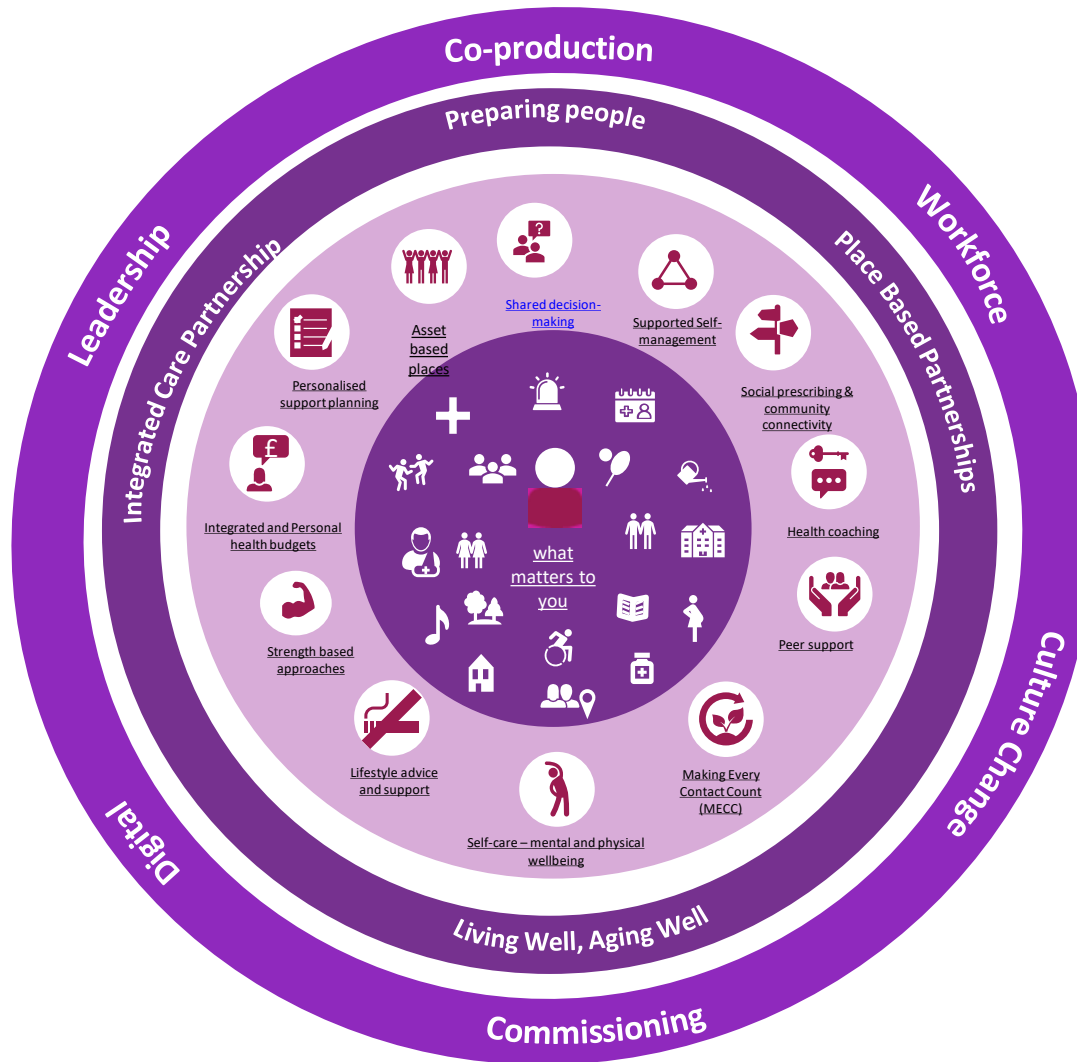 Co-production
Preparing people
Leadership
Workforce
Integrated Care Partnership
Place Based Partnerships
?
Shared decision-
making
Asset
based
places
Supported Self-
management
Personalised
support planning
Social prescribing &
community
connectivity
£
Integrated and Personal
health budgets
Health coaching
what
matters to
you
Strength based
approaches
Peer support
Lifestyle advice
and support
Making Every
Contact Count
(MECC)
Self-care – mental and physical
wellbeing
Culture Change
Digital
Living Well, Aging Well
Commissioning